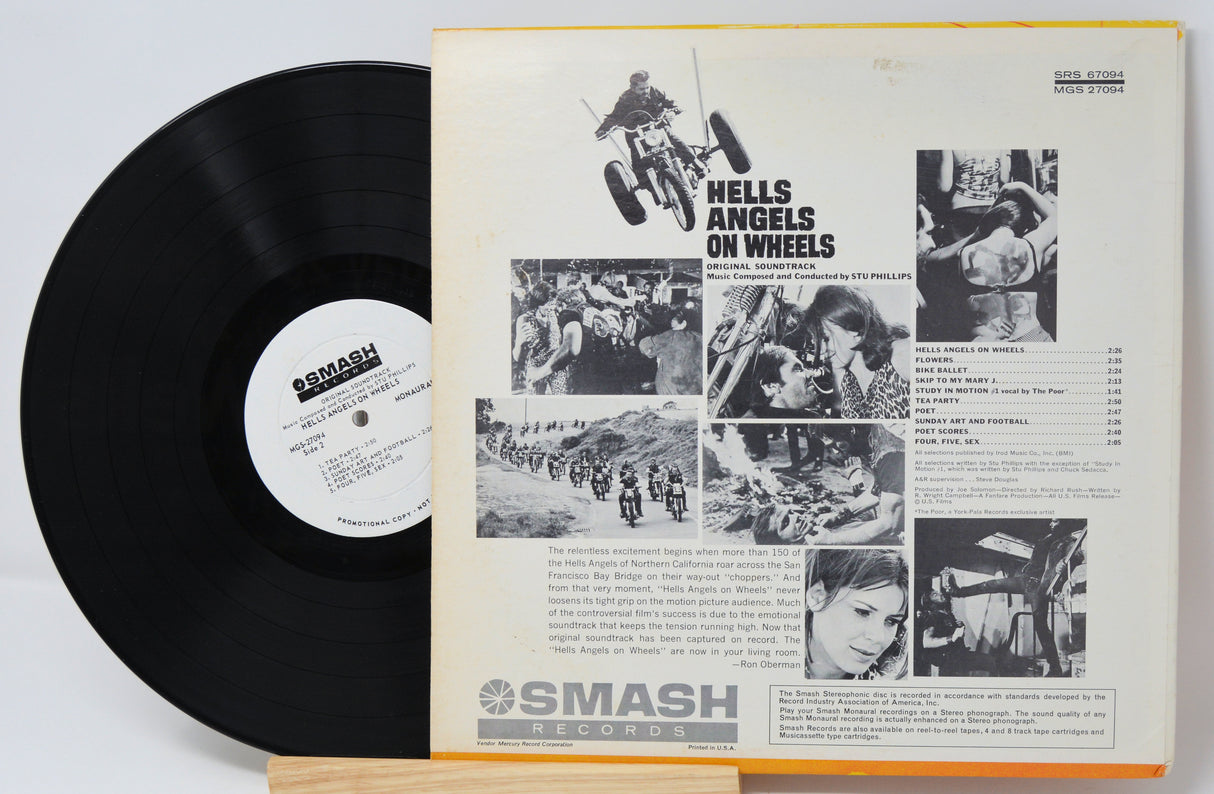 SMASH
RECORDS
ORIGINAL SOUNDTRACK
Music Composed and Conducted by STU PHILLIPS
HELLS ANGELS ON WHEELS
MONAURAL
MGS-27094
Side 2
1. TEA PARTY - 2:50
2. POET - 2:47
3. SUNDAY ART AND FOOTBALL - 2:26
4. POET SCORES - 2:40
5. FOUR, FIVE, SEX - 2:05
PROMOTIONAL COPY - NOT
SRS 67094
MGS 27094
HELLS
ANGELS
ON WHEELS
ORIGINAL SOUNDTRACK
Music Composed and Conducted by STU PHILLIPS
HELLS ANGELS ON WHEELS 2:26
FLOWERS 2:35
BIKE BALLET 2:24
SKIP TO MY MARY J. 2:13
STUDY IN MOTION #1 vocal by The Poor* 1:41
TEA PARTY 2:50
POET 2:47
SUNDAY ART AND FOOTBALL 2:26
POET SCORES 2:40
FOUR, FIVE, SEX 2:05
All selections published by Irod Music Co., Inc. (BMI)
All selections written by Stu Phillips with the exception of "Study In
Motion #1, which was written by Stu Phillips and Chuck Sedacca.
A&R supervision . . . Steve Douglas
Produced by Joe Solomon—Directed by Richard Rush—Written by
R. Wright Campbell—A Fanfare Production—All U.S. Films Release—
© U.S. Films
*The Poor, a York-Pala Records exclusive artist
The relentless excitement begins when more than 150 of
the Hells Angels of Northern California roar across the San
Francisco Bay Bridge on their way-out "choppers." And
from that very moment, "Hells Angels on Wheels" never
loosens its tight grip on the motion picture audience. Much
of the controversial film's success is due to the emotional
soundtrack that keeps the tension running high. Now that
original soundtrack has been captured on record. The
"Hells Angels on Wheels" are now in your living room.
—Ron Oberman
SMASH
RECORDS
Vendor Mercury Record Corporation
Printed in U.S.A.
The Smash Stereophonic disc is recorded in accordance with standards developed by the
Record Industry Association of America, Inc.
Play your Smash Monaural recordings on a Stereo phonograph. The sound quality of any
Smash Monaural recording is actually enhanced on a Stereo phonograph.
Smash Records are also available on reel-to-reel tapes, 4 and 8 track tape cartridges and
Musicassette type cartridges.